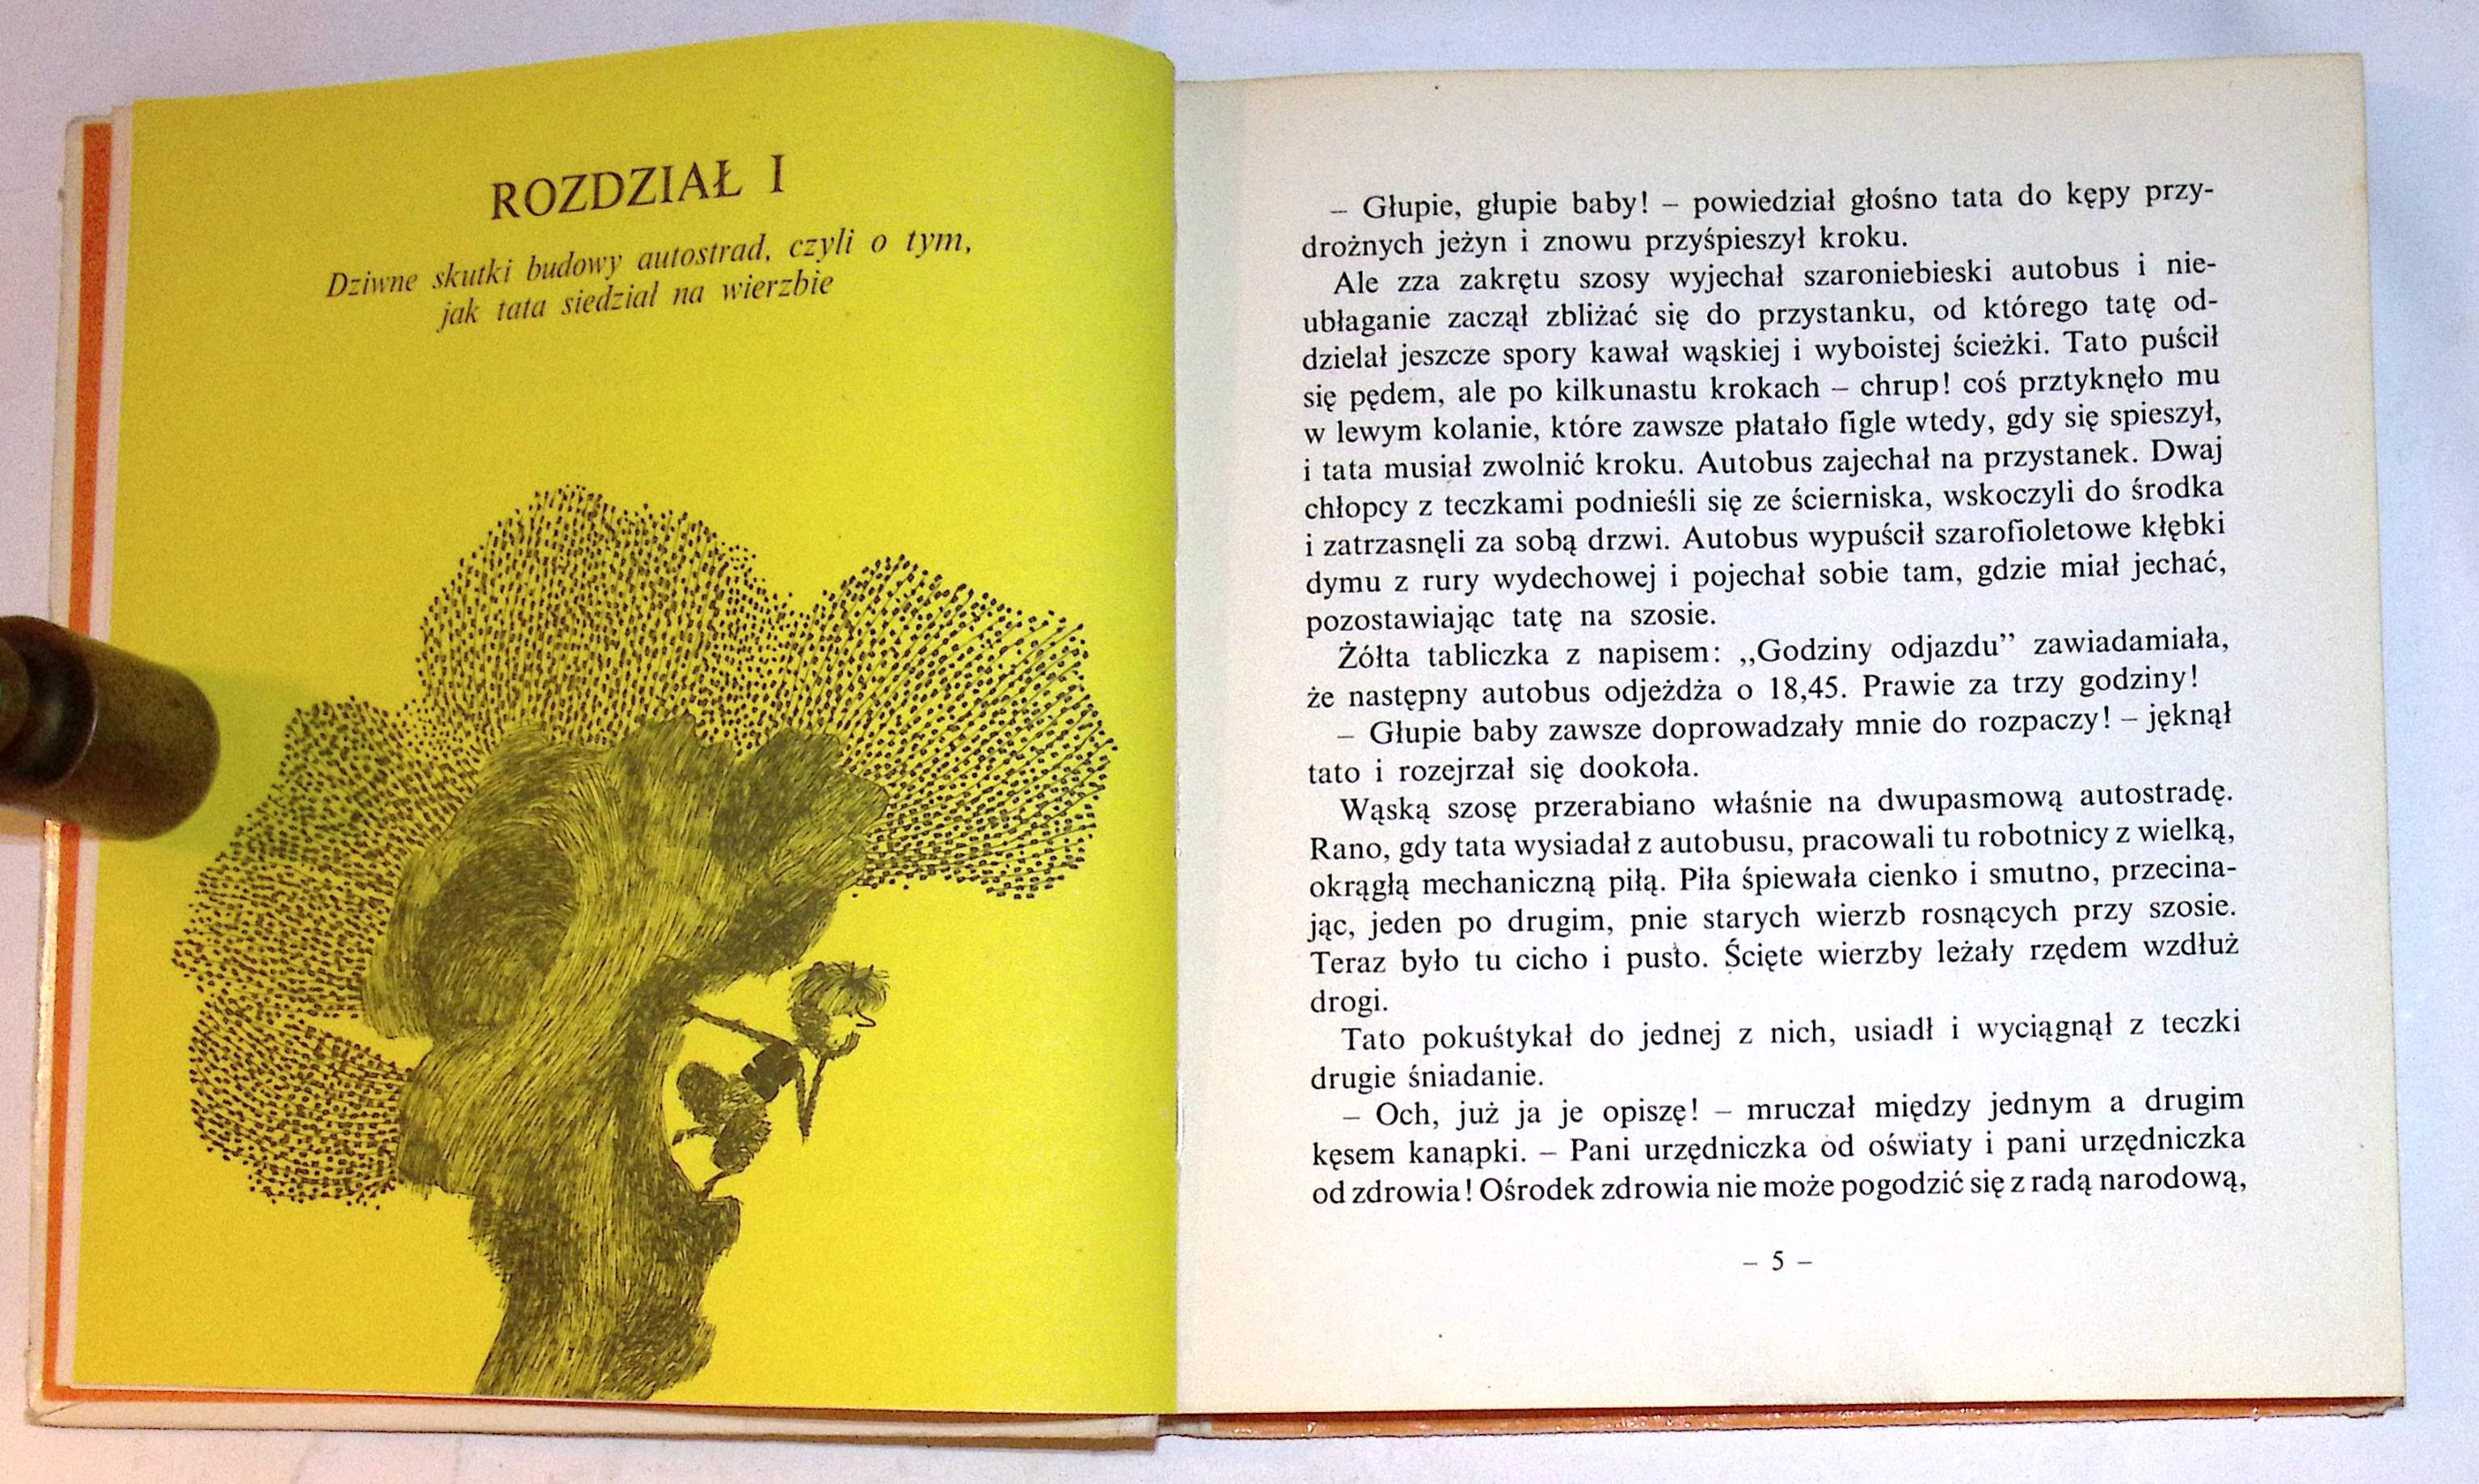 ROZDZIAŁ I
Dziwne skutki budowy autostrad, czyli o tym,
jak tata siedział na wierzbie
– Głupie, głupie baby! – powiedział głośno tata do kępy przy-
drożnych jeżyn i znowu przyśpieszył kroku.
Ale zza zakrętu szosy wyjechał szaroniebieski autobus i nie-
ubłaganie zaczął zbliżać się do przystanku, od którego tatę od-
dzielał jeszcze spory kawał wąskiej i wyboistej ścieżki. Tato puścił
się pędem, ale po kilkunastu krokach – chrup! coś prztyknęło mu
w lewym kolanie, które zawsze płatało figle wtedy, gdy się spieszył,
i tata musiał zwolnić kroku. Autobus zajechał na przystanek. Dwaj
chłopcy z teczkami podnieśli się ze ścierniska, wskoczyli do środka
i zatrzasnęli za sobą drzwi. Autobus wypuścił szarofioletowe kłębki
dymu z rury wydechowej i pojechał sobie tam, gdzie miał jechać,
pozostawiając tatę na szosie.
Żółta tabliczka z napisem: „Godziny odjazdu” zawiadamiała,
że następny autobus odjeżdża o 18,45. Prawie za trzy godziny!
– Głupie baby zawsze doprowadzały mnie do rozpaczy! – jęknął
tato i rozejrzał się dookoła.
Wąską szosę przerabiano właśnie na dwupasmową autostradę.
Rano, gdy tata wysiadał z autobusu, pracowali tu robotnicy z wielką,
okrągłą mechaniczną piłą. Piła śpiewała cienko i smutno, przecina-
jąc, jeden po drugim, pnie starych wierzb rosnących przy szosie.
Teraz było tu cicho i pusto. Ścięte wierzby leżały rzędem wzdłuż
drogi.
Tato pokuśtykał do jednej z nich, usiadł i wyciągnął z teczki
drugie śniadanie.
– Och, już ja je opiszę! – mruczał między jednym a drugim
kęsem kanapki. – Pani urzędniczka od oświaty i pani urzędniczka
od zdrowia! Ośrodek zdrowia nie może pogodzić się z radą narodową,
– 5 –